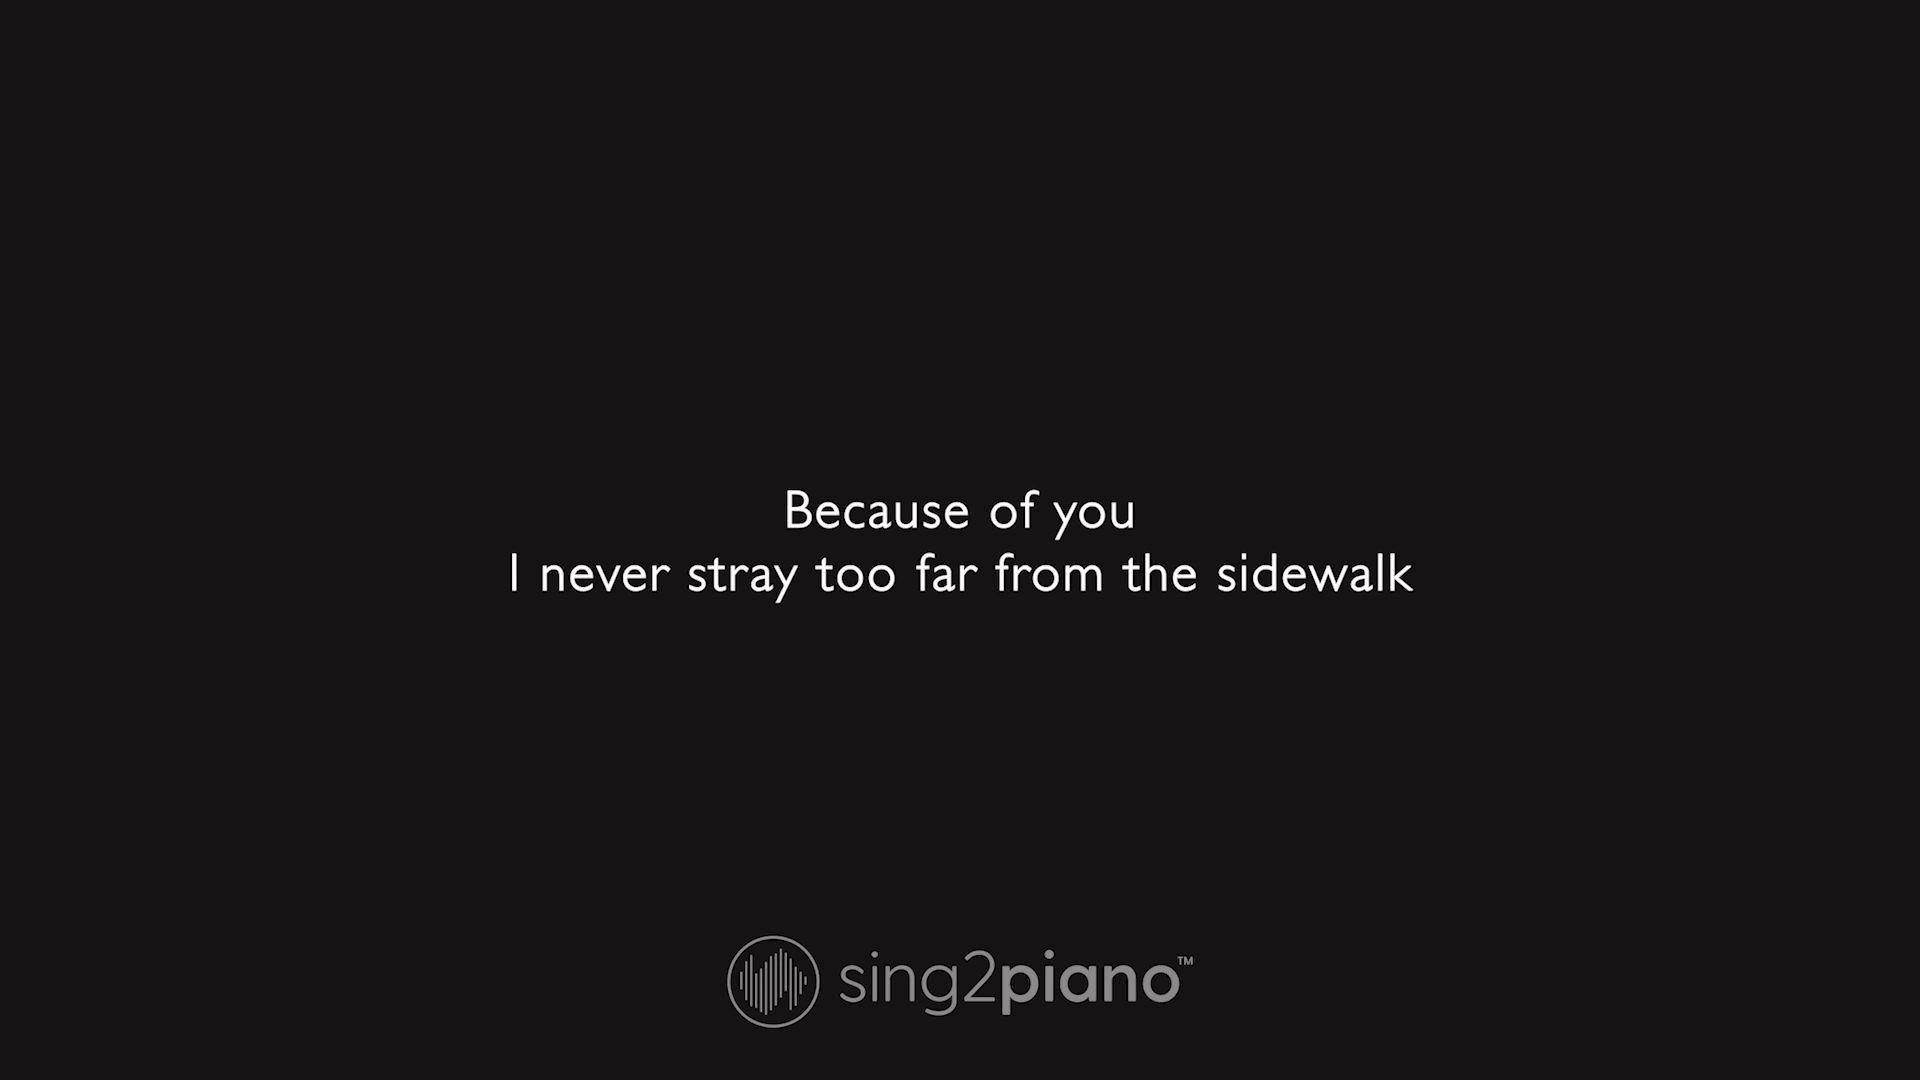 Because of you
I never stray too far from the sidewalk
sing2piano™